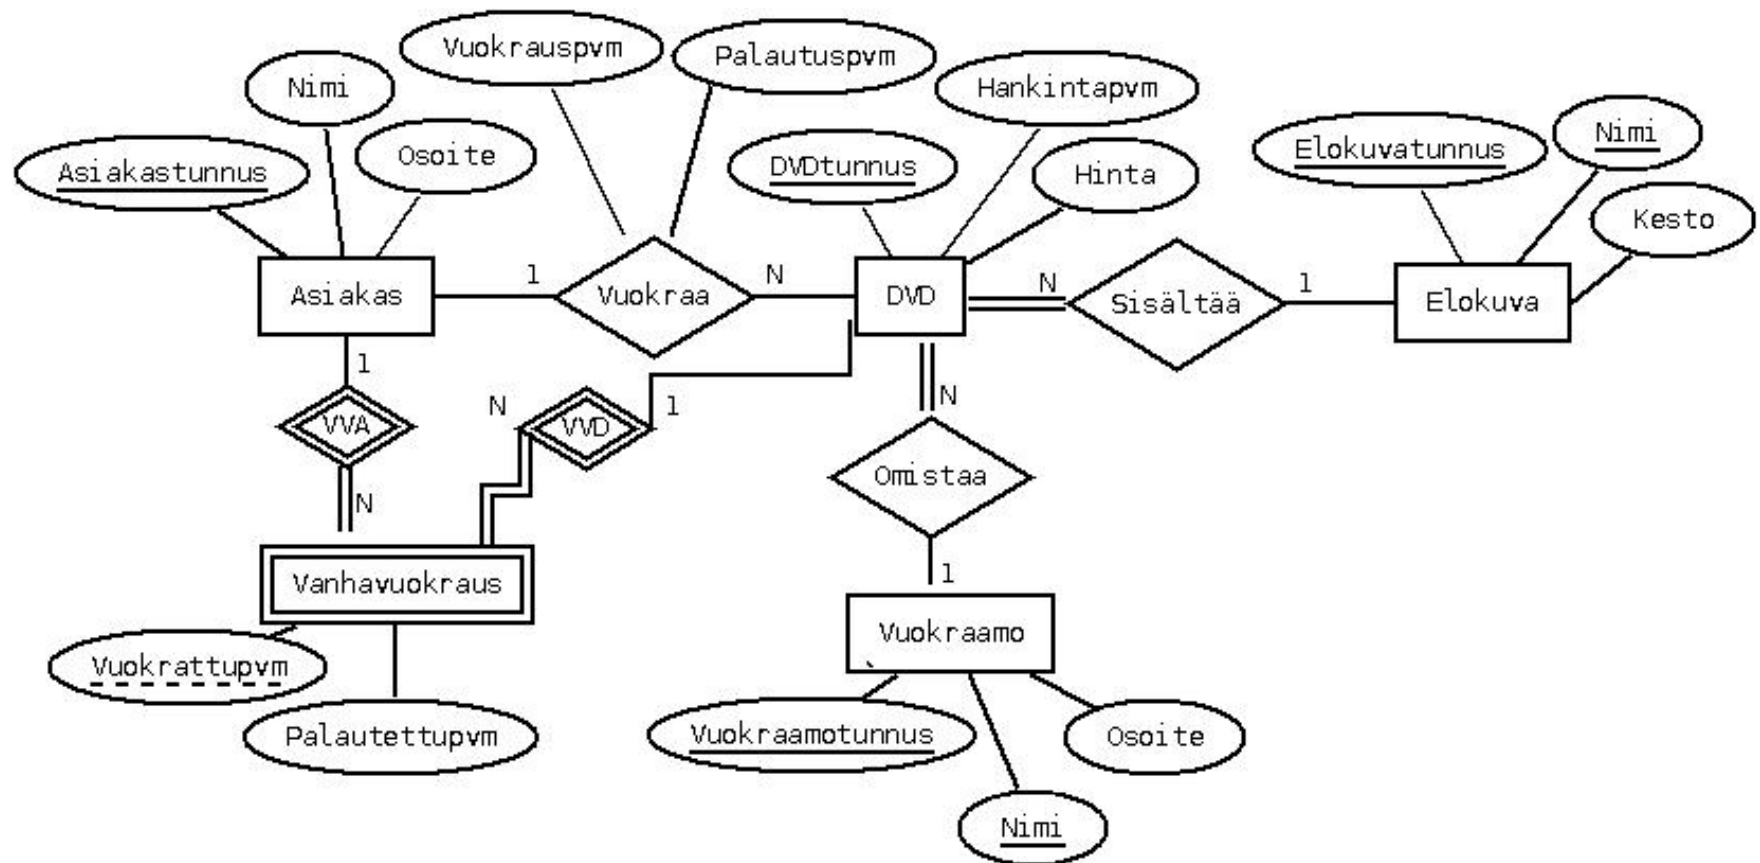 Vuokrauspvm
Palautuspvm
Nimi
Hankintapvm
Osoite
Asiakastunnus
DVDtunnus
Hinta
Elokuvatunnus
Nimi
Kesto
Asiakas
1
Vuokraa
N
DVD
N
Sisältää
1
Elokuva
1
VVA
N
N
VVD
1
N
Omistaa
1
Vanhavuokraus
Vuokraamo
Vuokrattupvm
Palautettupvm
Vuokraamotunnus
Osoite
Nimi